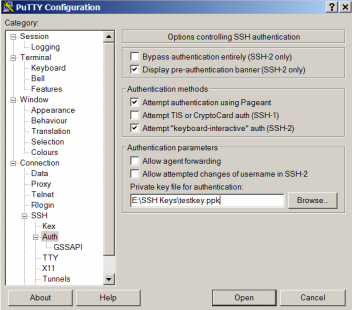 PuTTY Configuration
Category:
Session
Logging
Terminal
Keyboard
Bell
Features
Window
Appearance
Behaviour
Translation
Selection
Colours
Connection
Data
Proxy
Telnet
Rlogin
SSH
Kex
Auth
GSSAPI
TTY
X11
Tunnels
Options controlling SSH authentication
Bypass authentication entirely (SSH-2 only)
Display pre-authentication banner (SSH-2 only)
Authentication methods
Attempt authentication using Pageant
Attempt TIS or CryptoCard auth (SSH-1)
Attempt "keyboard-interactive" auth (SSH-2)
Authentication parameters
Allow agent forwarding
Allow attempted changes of username in SSH-2
Private key file for authentication:
E:\SSH Keys\testkey.ppk
Browse...
About
Help
Open
Cancel